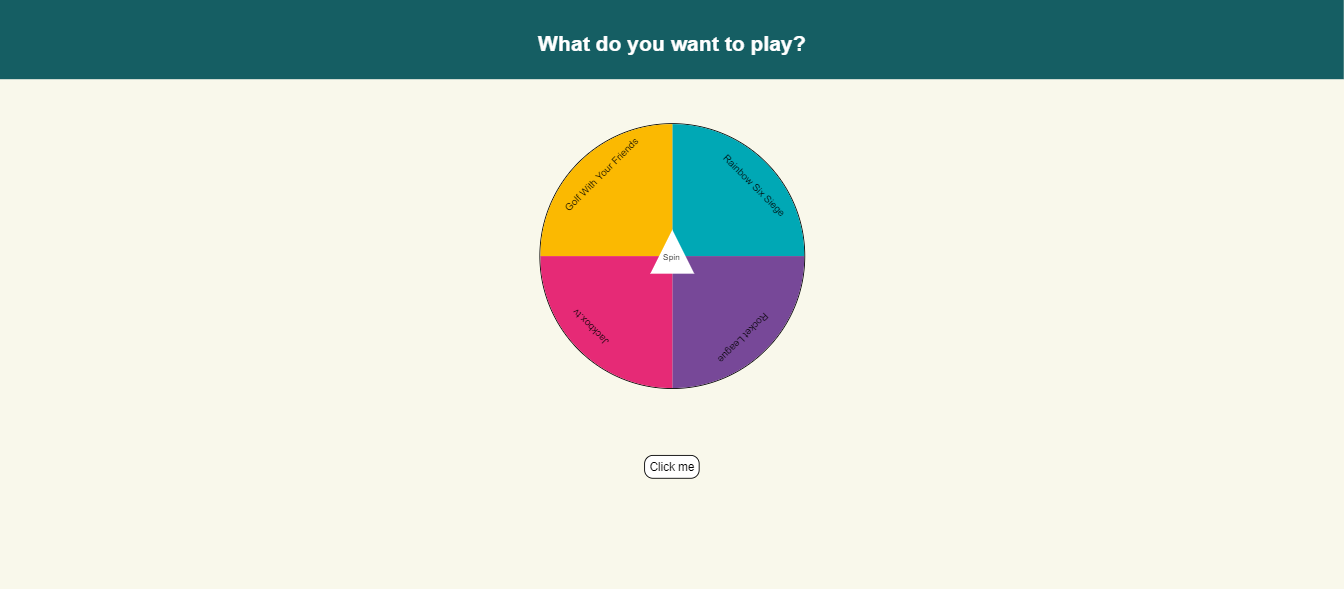 What do you want to play?
Golf With Your Friends
Rainbow Six Siege
Spin
Jackbox.tv
Rocket League
Click me